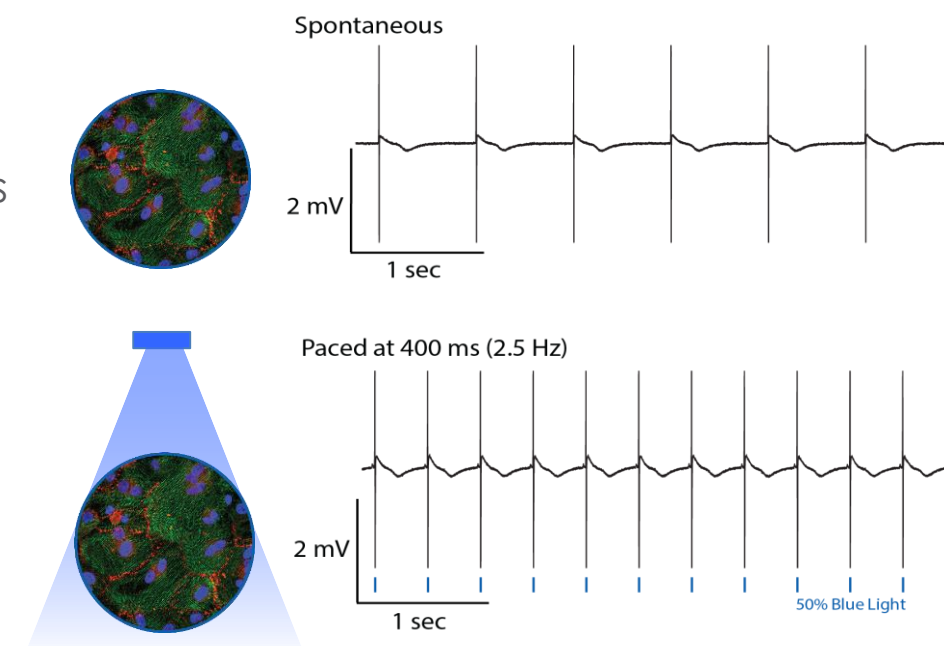 Spontaneous
s
2 mV
1 sec
Paced at 400 ms (2.5 Hz)
2 mV
50% Blue Light
1 sec